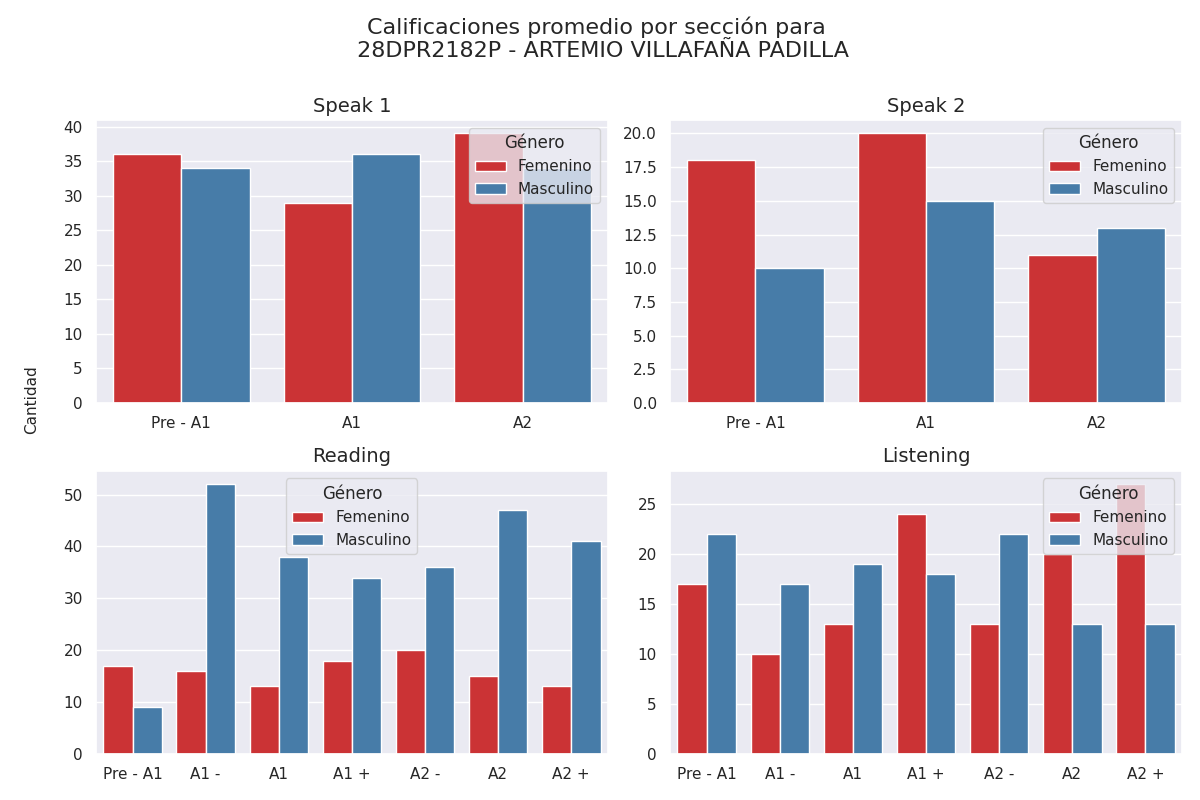 Calificaciones promedio por sección para
28DPR2182P - ARTEMIO VILLAFAÑA PADILLA
Cantidad
Speak 1
40
35
30
25
20
15
10
5
0
Pre - A1
A1
A2
Género
Femenino
Masculino
Speak 2
20.0
17.5
15.0
12.5
10.0
7.5
5.0
2.5
0.0
Pre - A1
A1
A2
Género
Femenino
Masculino
Reading
50
40
30
20
10
0
Pre - A1
A1 -
A1
A1 +
A2 -
A2
A2 +
Género
Femenino
Masculino
Listening
25
20
15
10
5
0
Pre - A1
A1 -
A1
A1 +
A2 -
A2
A2 +
Género
Femenino
Masculino